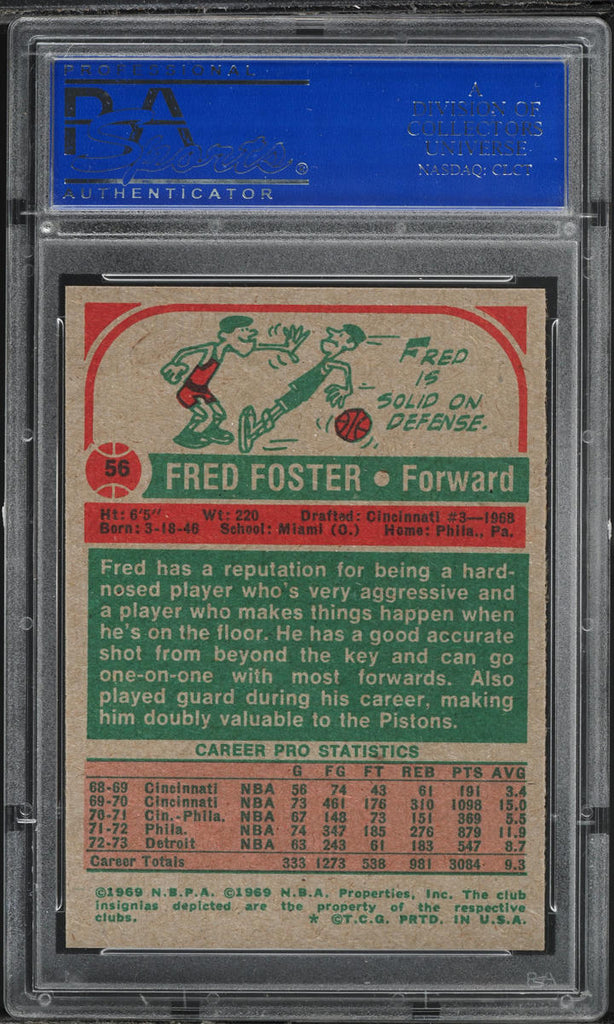 PROFESSIONAL
PSA
Sports®
AUTHENTICATOR
A
DIVISION OF
COLLECTORS
UNIVERSE
NASDAQ: CLCT
FRED
IS
SOLID ON
DEFENSE.
56
FRED FOSTER • Forward
Ht: 6'5" Wt: 220 Drafted: Cincinnati #3—1968
Born: 3-18-46 School: Miami (O.) Home: Phila., Pa.
Fred has a reputation for being a hard-
nosed player who's very aggressive and
a player who makes things happen when
he's on the floor. He has a good accurate
shot from beyond the key and can go
one-on-one with most forwards. Also
played guard during his career, making
him doubly valuable to the Pistons.
CAREER PRO STATISTICS
G FG FT REB PTS AVG
68-69 Cincinnati NBA 56 74 43 61 191 3.4
69-70 Cincinnati NBA 73 461 176 310 1098 15.0
70-71 Cin.-Phila. NBA 67 148 73 151 369 5.5
71-72 Phila. NBA 74 347 185 276 879 11.9
72-73 Detroit NBA 63 243 61 183 547 8.7
Career Totals 333 1273 538 981 3084 9.3
©1969 N.B.P.A. ©1969 N.B.A. Properties, Inc. The club
insignias depicted are the property of the respective
clubs. * ©T.C.G. PRTD. IN U.S.A.
PSA